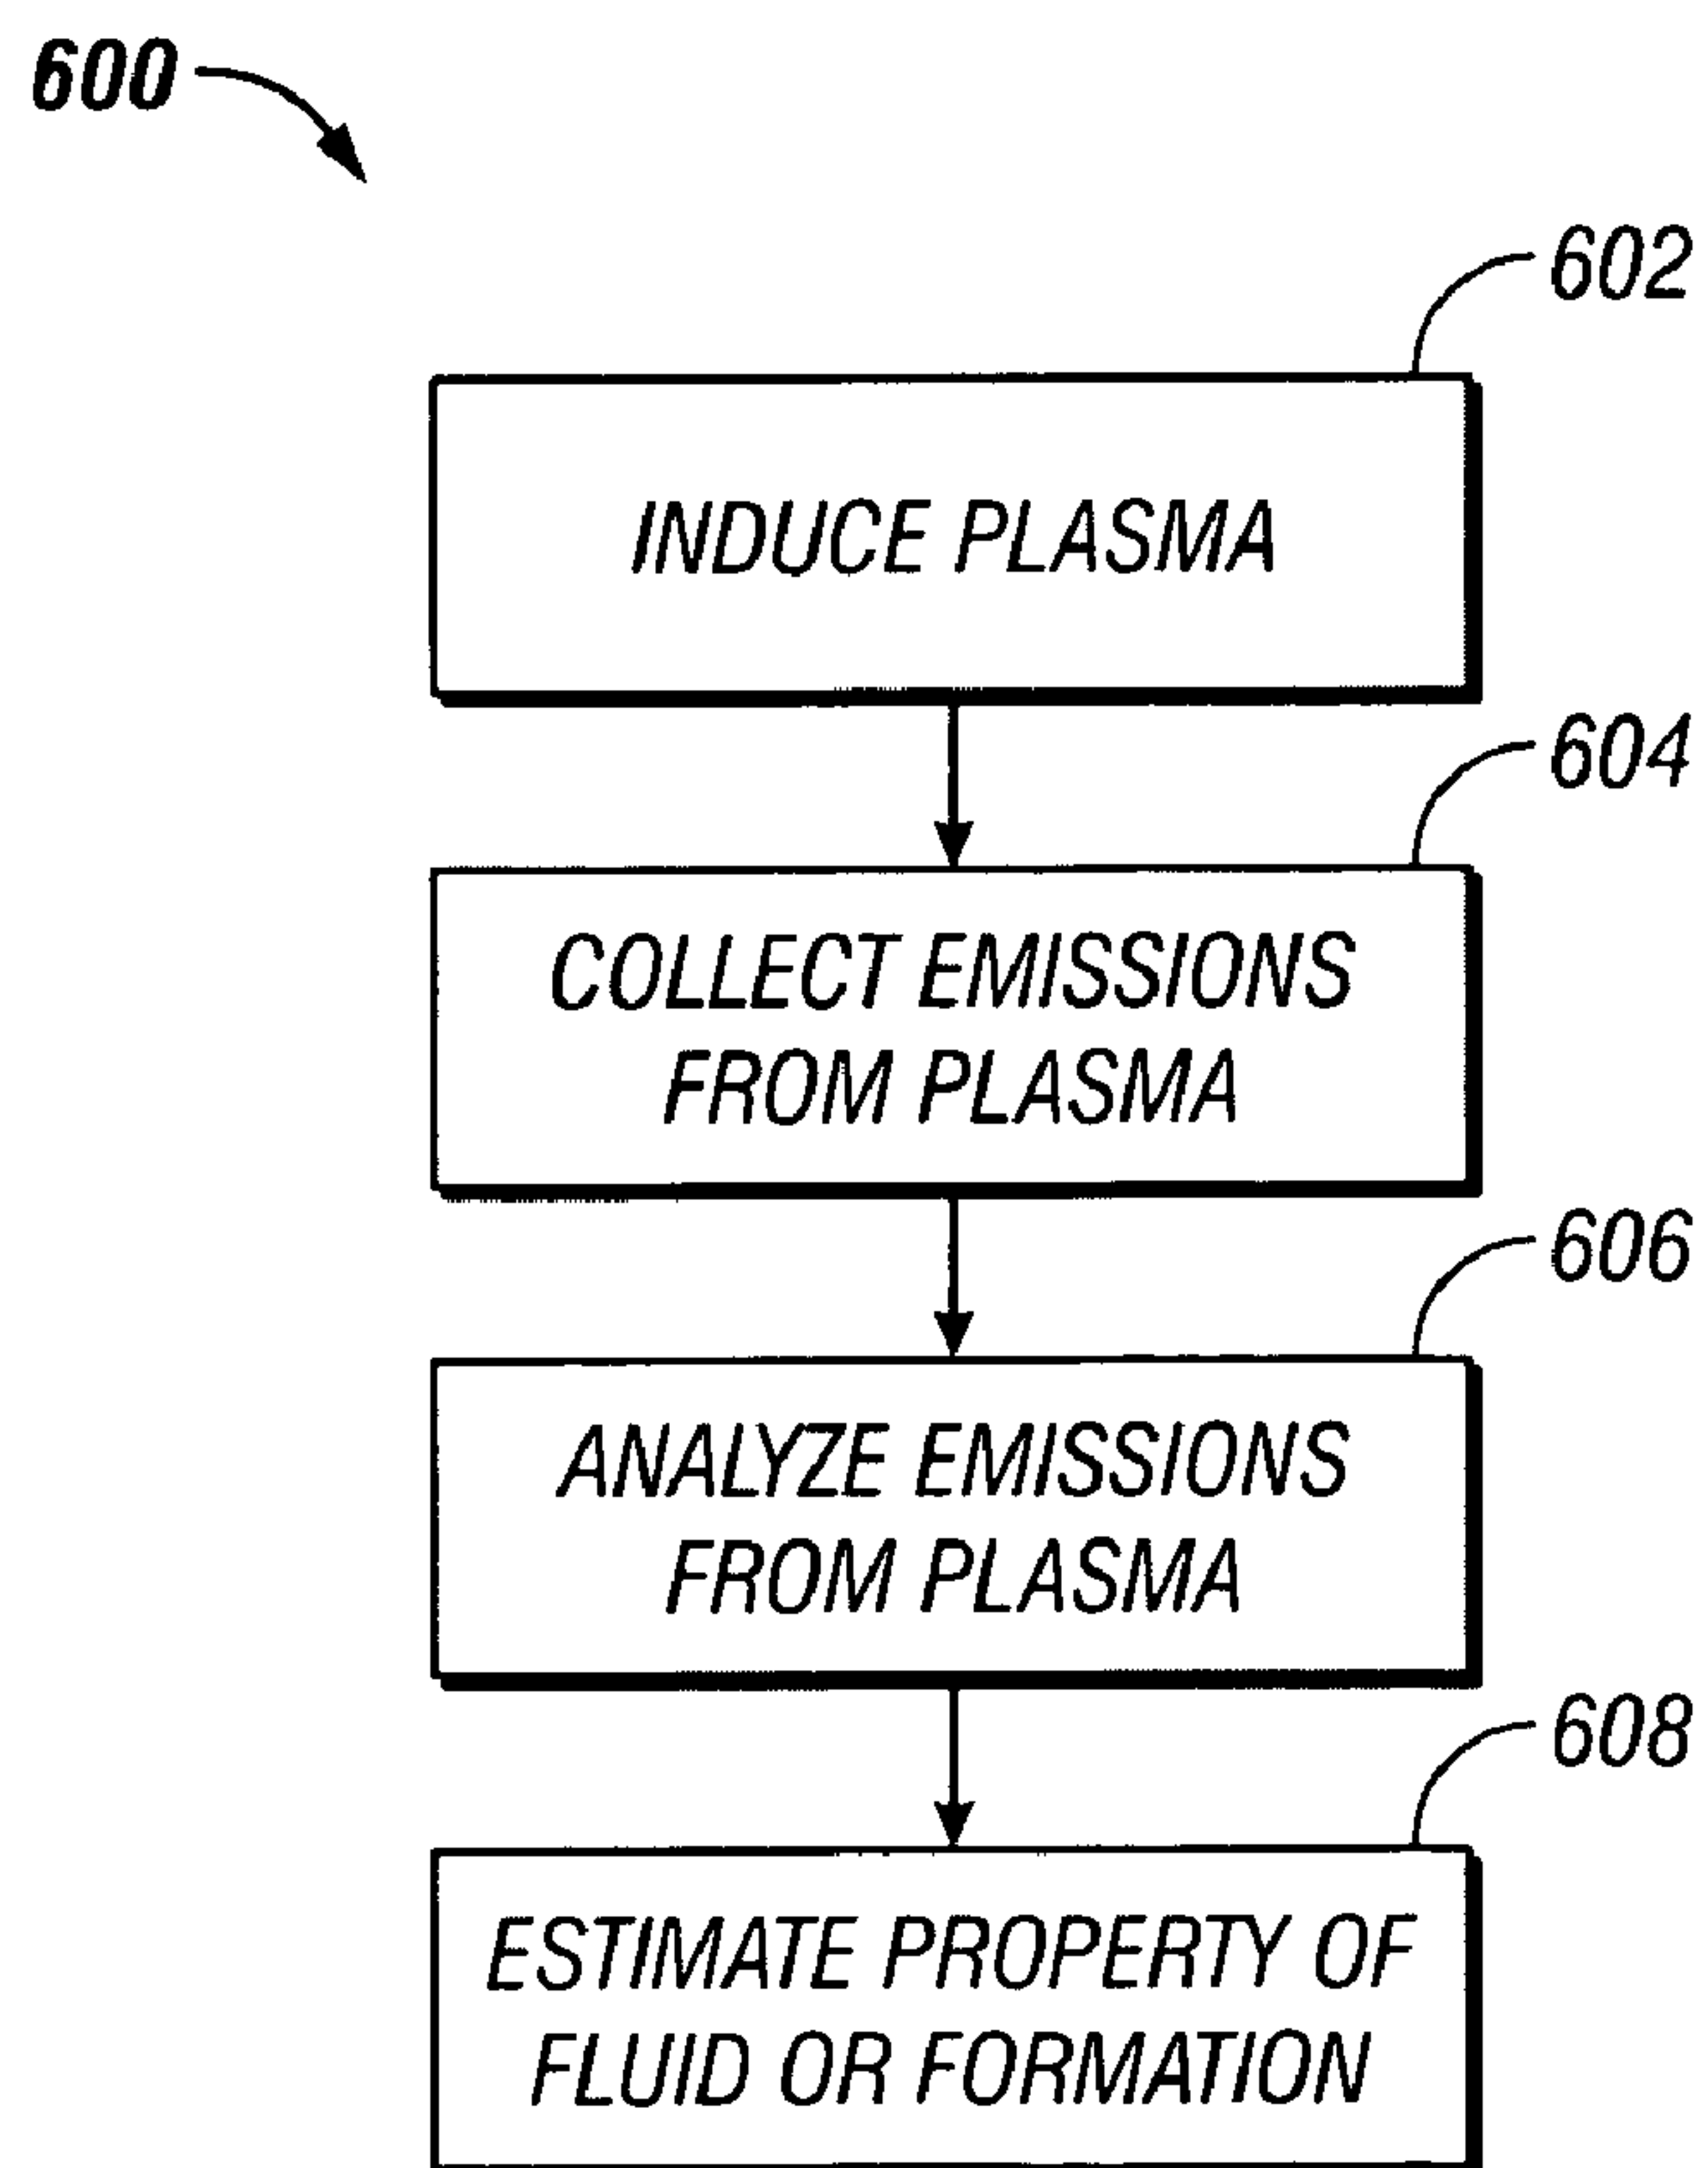 600
602
INDUCE PLASMA
604
COLLECT EMISSIONS
FROM PLASMA
606
ANALYZE EMISSIONS
FROM PLASMA
608
ESTIMATE PROPERTY OF
FLUID OR FORMATION